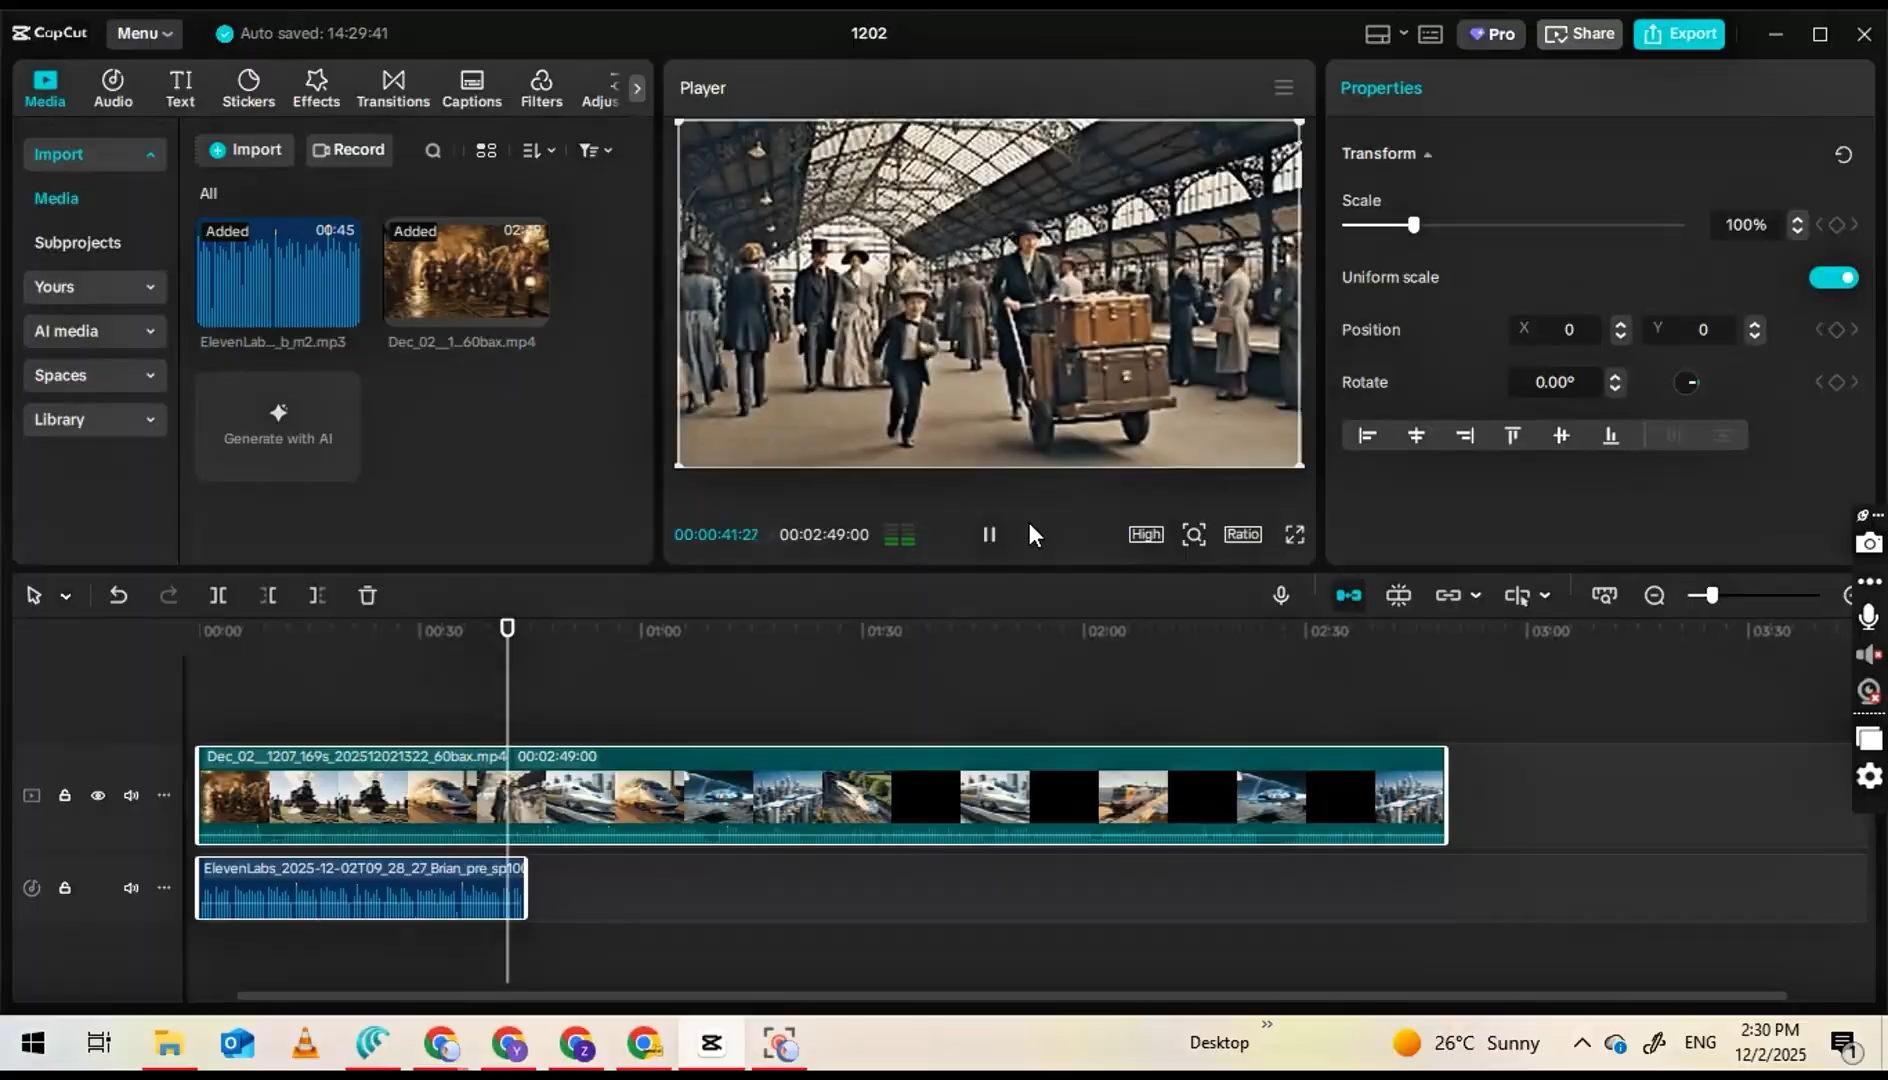 CapCut
Menu
Auto saved: 14:29:41
1202
Pro
Share
Export
Media
Audio
Text
Stickers
Effects
Transitions
Captions
Filters
Adjus
Import
Media
Subprojects
Yours
AI media
Spaces
Library
Import
Record
All
Added 00:45
ElevenLab..._b_m2.mp3
Added
Dec_02__1...60bax.mp4
Generate with AI
Player
00:00:41:27 00:02:49:00
High
Ratio
Properties
Transform
Scale
100%
Uniform scale
Position
X 0
Y 0
Rotate
0.00°
00:00 00:30 01:00 01:30 02:00 02:30 03:00 03:30
Dec_02__1207_169s_202512021322_60bax.mp4 00:02:49:00
ElevenLabs_2025-12-02T09_28_27_Brian_pre_sp100
Desktop
26°C Sunny
ENG
2:30 PM
12/2/2025
1